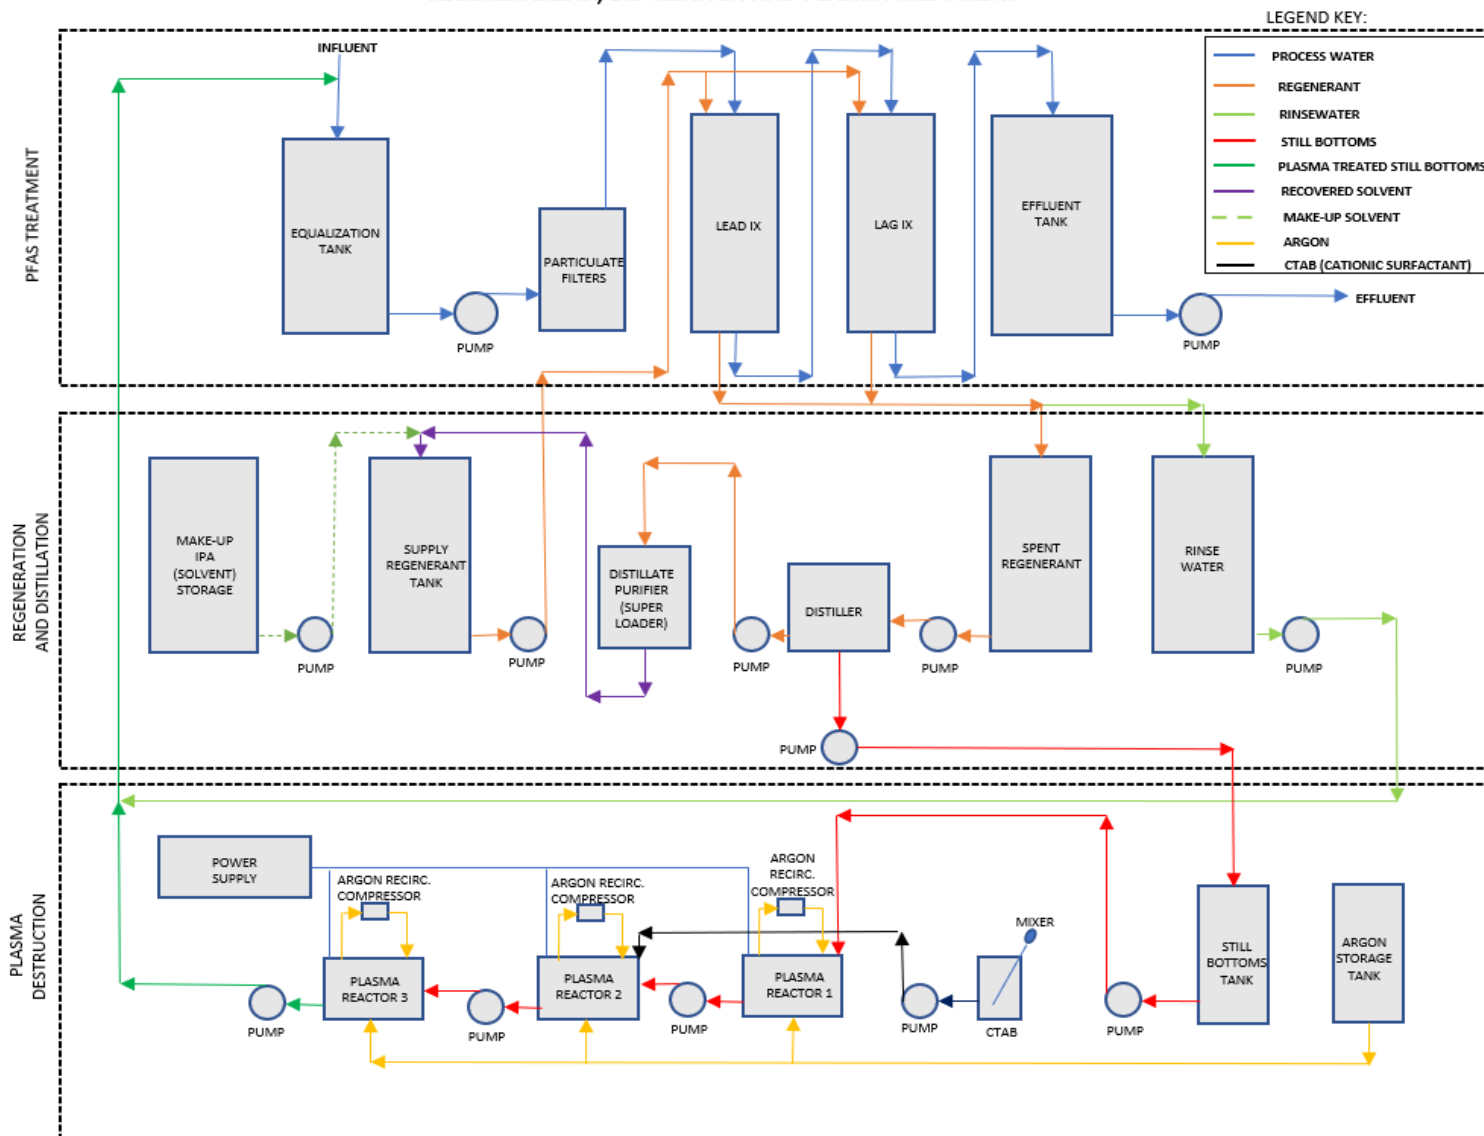 LEGEND KEY:
PROCESS WATER
REGENERANT
RINSEWATER
STILL BOTTOMS
PLASMA TREATED STILL BOTTOMS
RECOVERED SOLVENT
MAKE-UP SOLVENT
ARGON
CTAB (CATIONIC SURFACTANT)
PFAS TREATMENT
INFLUENT
EQUALIZATION
TANK
PUMP
PARTICULATE
FILTERS
LEAD IX
LAG IX
EFFLUENT
TANK
PUMP
EFFLUENT
REGENERATION
AND DISTILLATION
MAKE-UP
IPA
(SOLVENT)
STORAGE
PUMP
SUPPLY
REGENERANT
TANK
PUMP
DISTILLATE
PURIFIER
(SUPER
LOADER)
PUMP
DISTILLER
PUMP
SPENT
REGENERANT
RINSE
WATER
PUMP
PUMP
PLASMA
DESTRUCTION
POWER
SUPPLY
ARGON RECIRC.
COMPRESSOR
ARGON RECIRC.
COMPRESSOR
ARGON
RECIRC.
COMPRESSOR
PUMP
PLASMA
REACTOR 3
PUMP
PLASMA
REACTOR 2
PUMP
PLASMA
REACTOR 1
PUMP
MIXER
CTAB
PUMP
STILL
BOTTOMS
TANK
ARGON
STORAGE
TANK